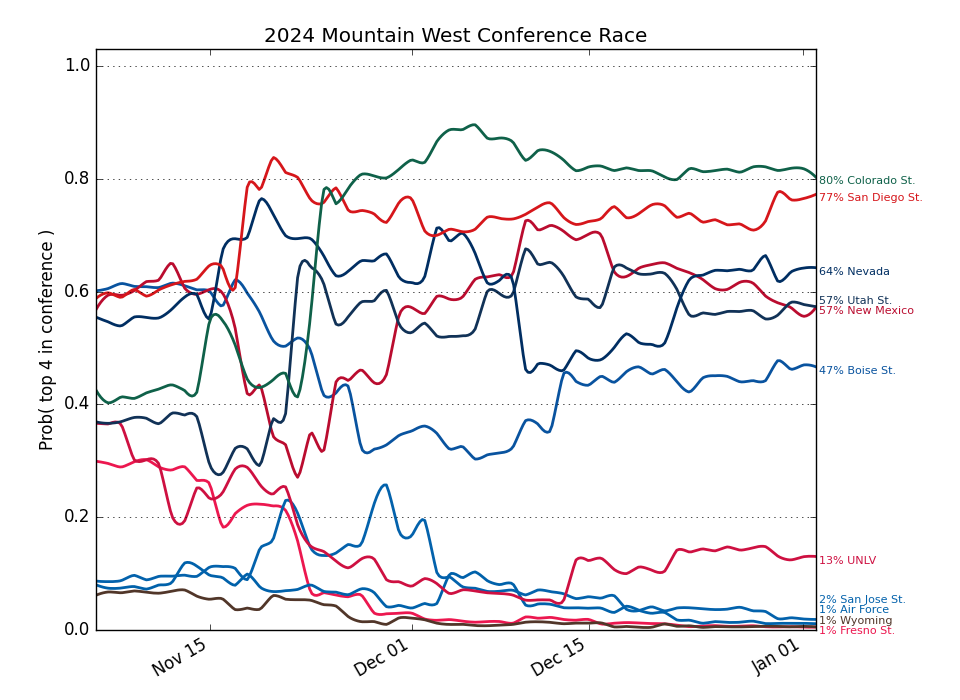 2024 Mountain West Conference Race
Prob( top 4 in conference )
1.0
0.8
0.6
0.4
0.2
0.0
80% Colorado St.
77% San Diego St.
64% Nevada
57% Utah St.
57% New Mexico
47% Boise St.
13% UNLV
2% San Jose St.
1% Air Force
1% Wyoming
1% Fresno St.
Nov 15
Dec 01
Dec 15
Jan 01